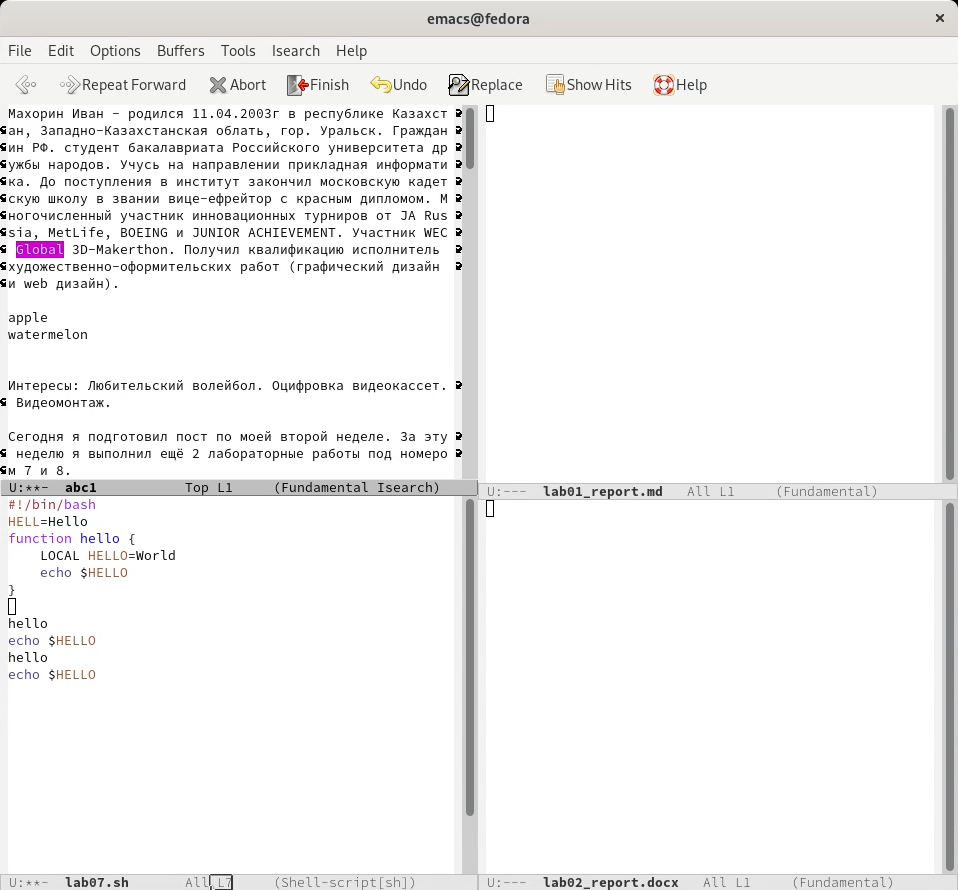 emacs@fedora
File Edit Options Buffers Tools Isearch Help
Repeat Forward Abort Finish Undo Replace Show Hits Help
Махорин Иван - родился 11.04.2003г в республике Казахст
ан, Западно-Казахстанская облать, гор. Уральск. Граждан
ин РФ. студент бакалавриата Российского университета др
ужбы народов. Учусь на направлении прикладная информати
ка. До поступления в институт закончил московскую кадет
скую школу в звании вице-ефрейтор с красным дипломом. М
ногочисленный участник инновационных турниров от JA Rus
sia, MetLife, BOEING и JUNIOR ACHIEVEMENT. Участник WEC
Global 3D-Makerthon. Получил квалификацию исполнитель
художественно-оформительских работ (графический дизайн
и web дизайн).
apple
watermelon
Интересы: Любительский волейбол. Оцифровка видеокассет.
Видеомонтаж.
Сегодня я подготовил пост по моей второй неделе. За эту
неделю я выполнил ещё 2 лабораторные работы под номеро
м 7 и 8.
U:**- abc1 Top L1 (Fundamental Isearch)
#!/bin/bash
HELL=Hello
function hello {
LOCAL HELLO=World
echo $HELLO
}
hello
echo $HELLO
hello
echo $HELLO
U:**- lab07.sh All L7 (Shell-script[sh])
U:--- lab01_report.md All L1 (Fundamental)
U:--- lab02_report.docx All L1 (Fundamental)